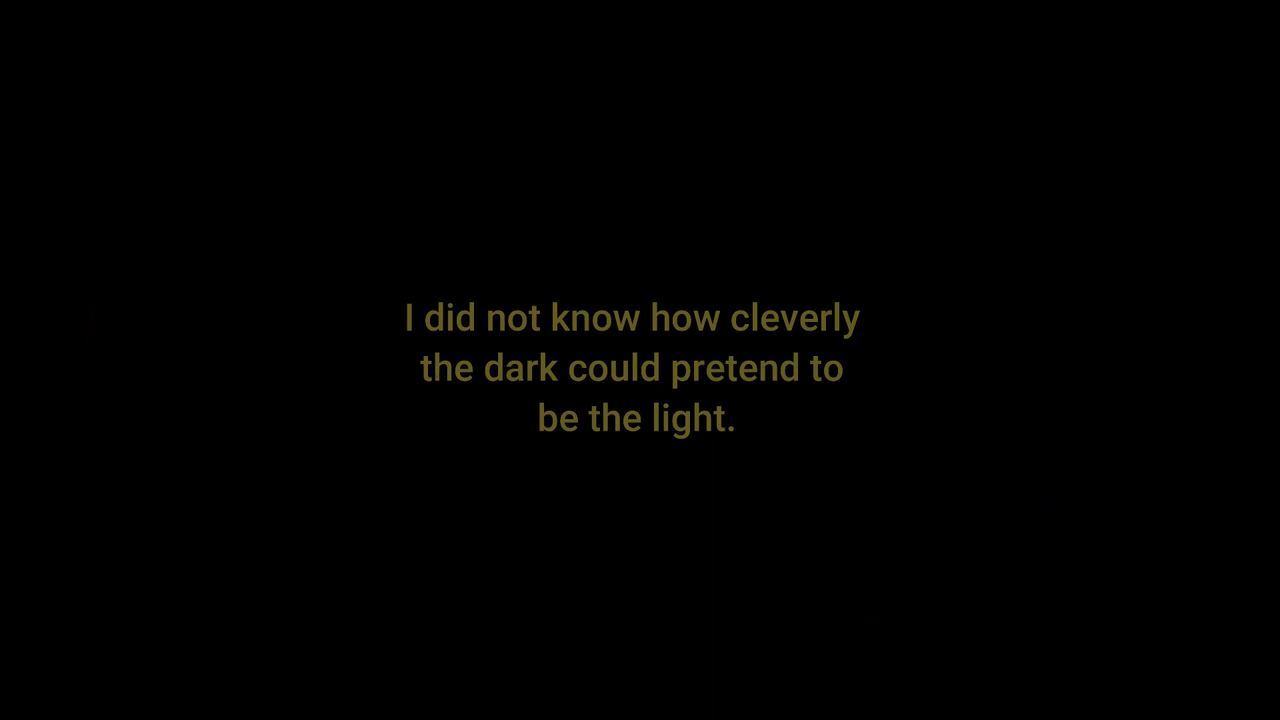 I did not know how cleverly
the dark could pretend to
be the light.